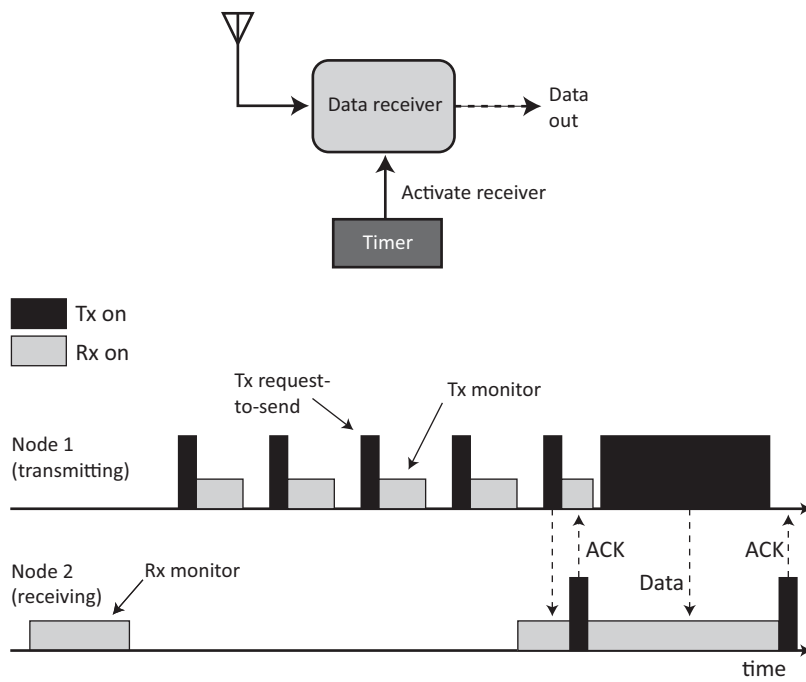 Data receiver
Data
out
Activate receiver
Timer
Tx on
Rx on
Tx request-
to-send
Tx monitor
Node 1
(transmitting)
ACK
ACK
Node 2
(receiving)
Rx monitor
Data
time